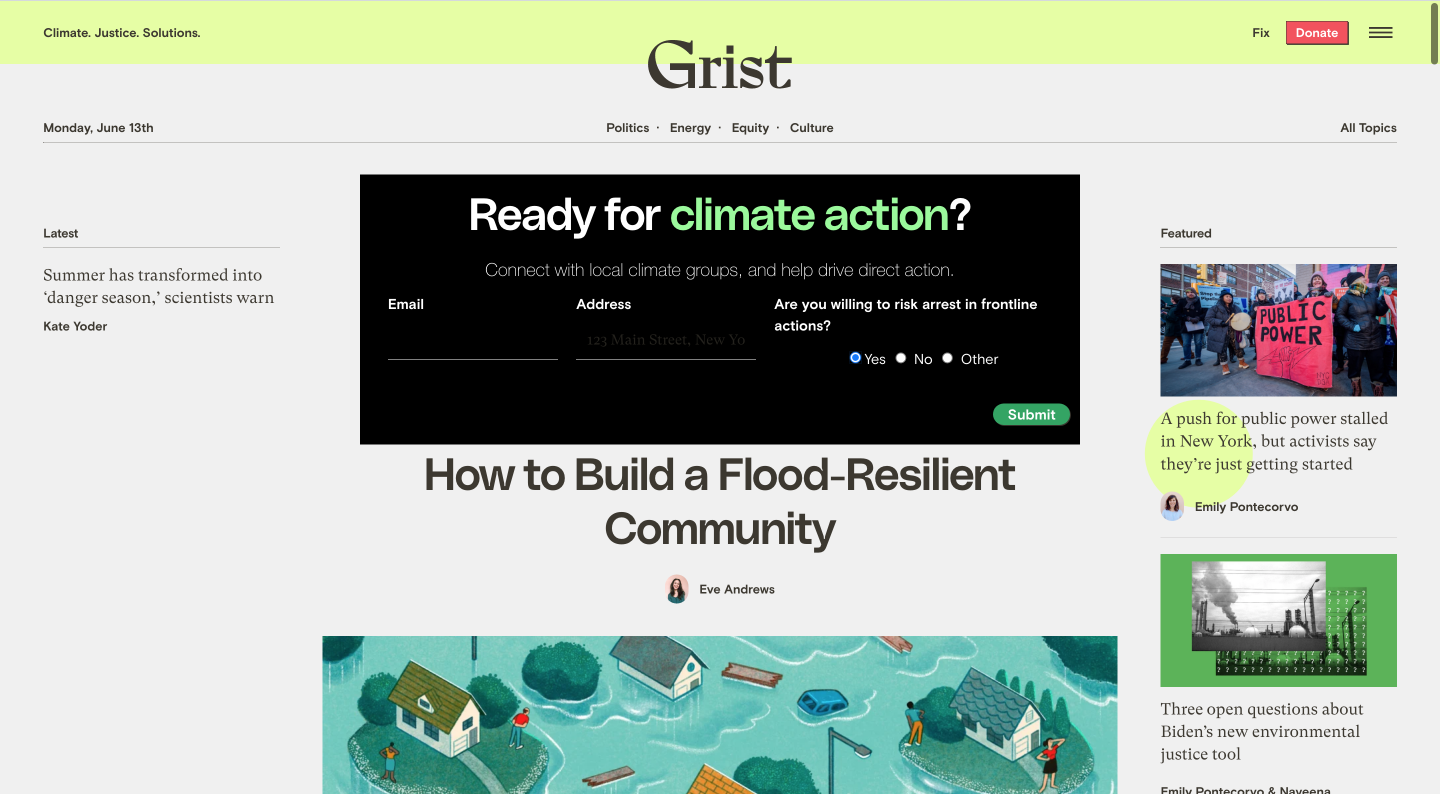 Climate. Justice. Solutions.
Fix
Donate
Grist
Monday, June 13th
Politics · Energy · Equity · Culture
All Topics
Latest
Summer has transformed into
‘danger season,’ scientists warn
Kate Yoder
Ready for climate action?
Connect with local climate groups, and help drive direct action.
Email
Address
123 Main Street, New Yo
Are you willing to risk arrest in frontline
actions?
Yes
No
Other
Submit
How to Build a Flood-Resilient
Community
Eve Andrews
Featured
PUBLIC
POWER
A push for public power stalled
in New York, but activists say
they’re just getting started
Emily Pontecorvo
Three open questions about
Biden’s new environmental
justice tool
Emily Pontecorvo & Naveena